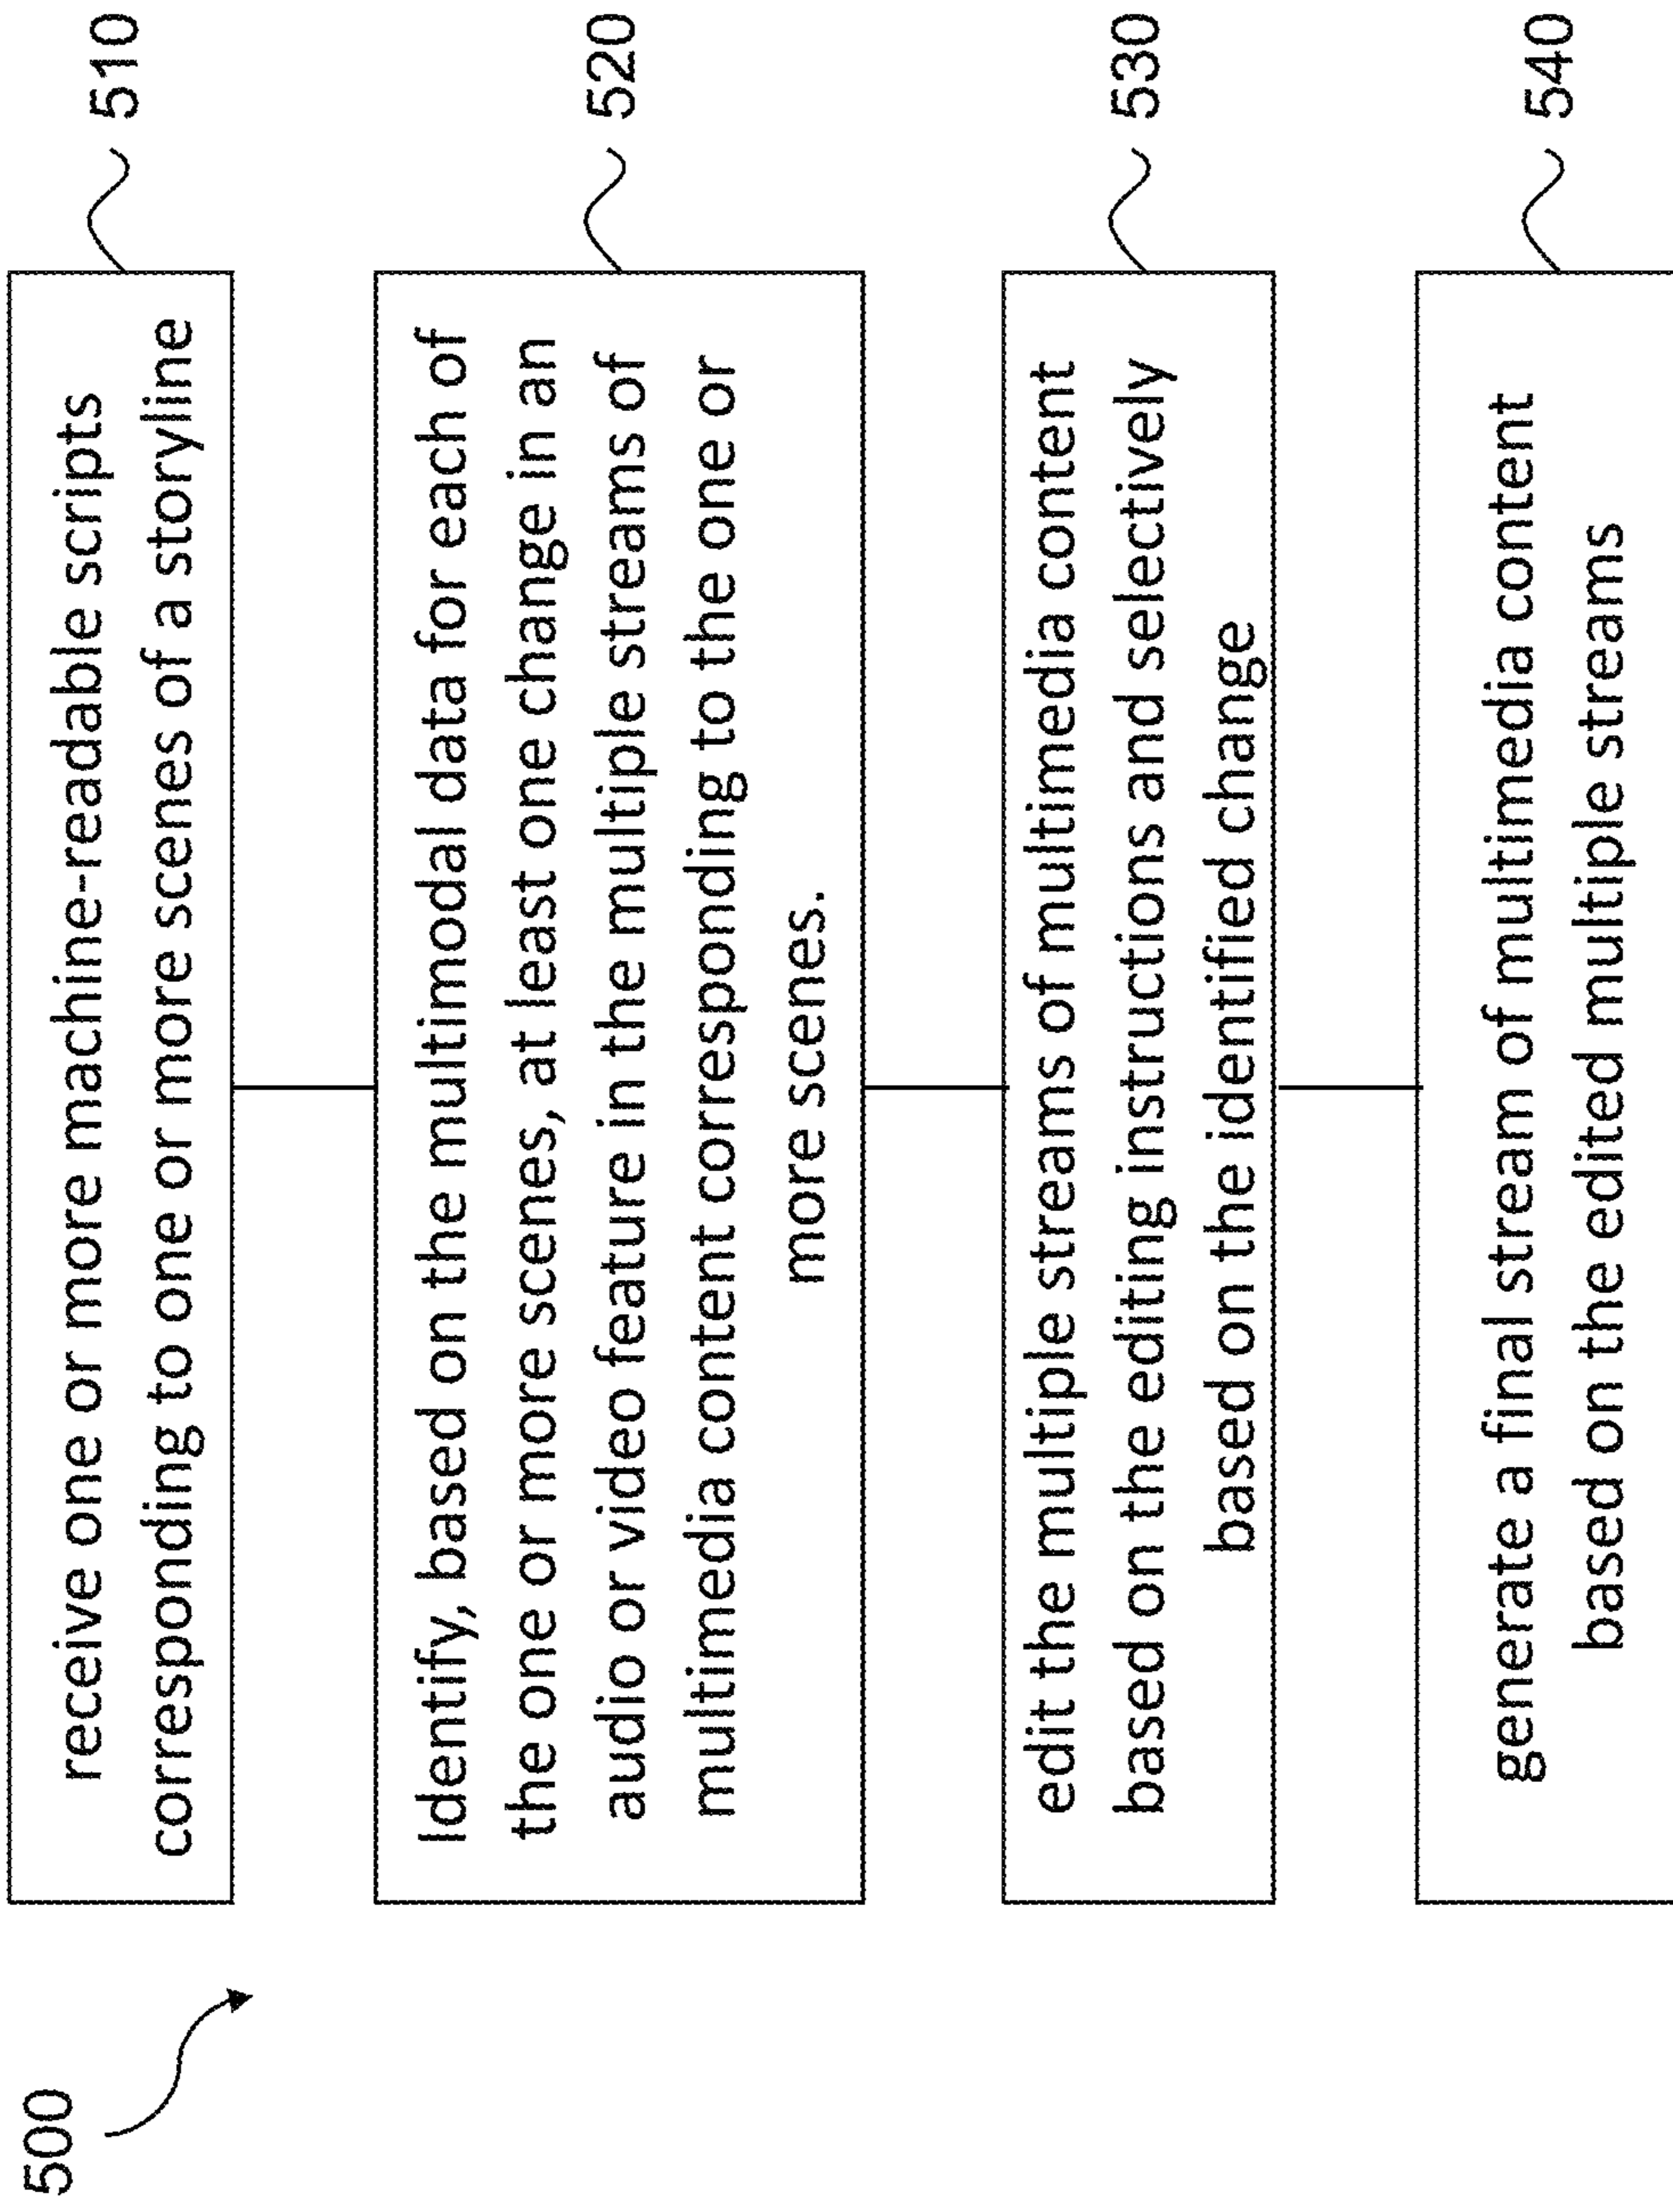 500
receive one or more machine-readable scripts
corresponding to one or more scenes of a storyline
510
Identify, based on the multimodal data for each of
the one or more scenes, at least one change in an
audio or video feature in the multiple streams of
multimedia content corresponding to the one or
more scenes.
520
edit the multiple streams of multimedia content
based on the editing instructions and selectively
based on the identified change
530
generate a final stream of multimedia content
based on the edited multiple streams
540